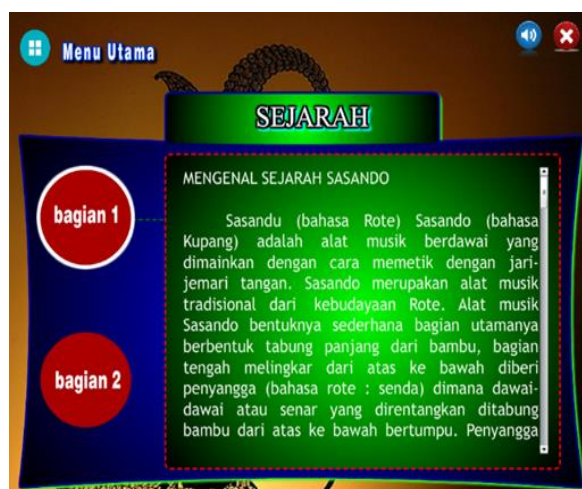 Menu Utama
SEJARAH
bagian 1
bagian 2
MENGENAL SEJARAH SASANDO
Sasandu (bahasa Rote) Sasando (bahasa
Kupang) adalah alat musik berdawai yang
dimainkan dengan cara memetik dengan jari-
jemari tangan. Sasando merupakan alat musik
tradisional dari kebudayaan Rote. Alat musik
Sasando bentuknya sederhana bagian utamanya
berbentuk tabung panjang dari bambu, bagian
tengah melingkar dari atas ke bawah diberi
penyangga (bahasa rote : senda) dimana dawai-
dawai atau senar yang direntangkan ditabung
bambu dari atas ke bawah bertumpu. Penyangga